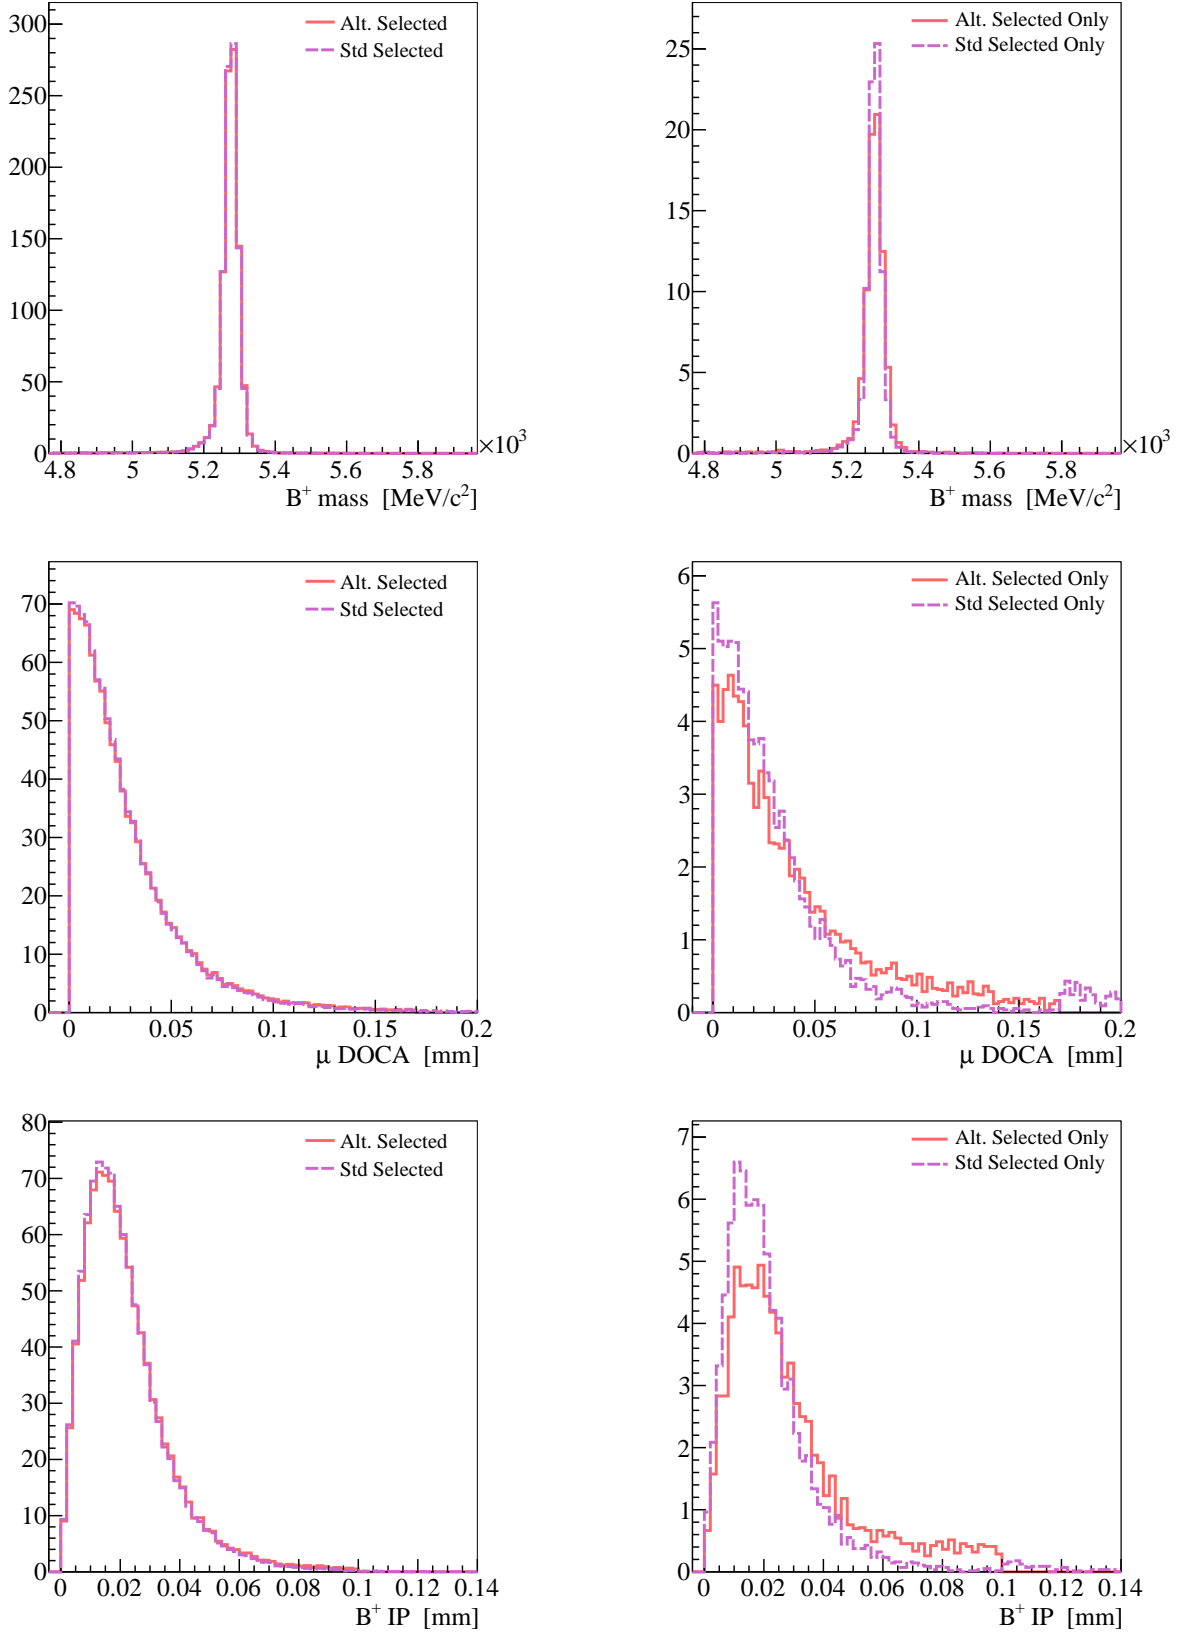 300
250
200
150
100
50
0
Alt. Selected
Std Selected
4.8 5 5.2 5.4 5.6 5.8
×10³
B⁺ mass [MeV/c²]
25
20
15
10
5
0
Alt. Selected Only
Std Selected Only
4.8 5 5.2 5.4 5.6 5.8
×10³
B⁺ mass [MeV/c²]
70
60
50
40
30
20
10
0
Alt. Selected
Std Selected
0 0.05 0.1 0.15 0.2
μ DOCA [mm]
6
5
4
3
2
1
0
Alt. Selected Only
Std Selected Only
0 0.05 0.1 0.15 0.2
μ DOCA [mm]
80
70
60
50
40
30
20
10
0
Alt. Selected
Std Selected
0 0.02 0.04 0.06 0.08 0.1 0.12 0.14
B⁺ IP [mm]
7
6
5
4
3
2
1
0
Alt. Selected Only
Std Selected Only
0 0.02 0.04 0.06 0.08 0.1 0.12 0.14
B⁺ IP [mm]